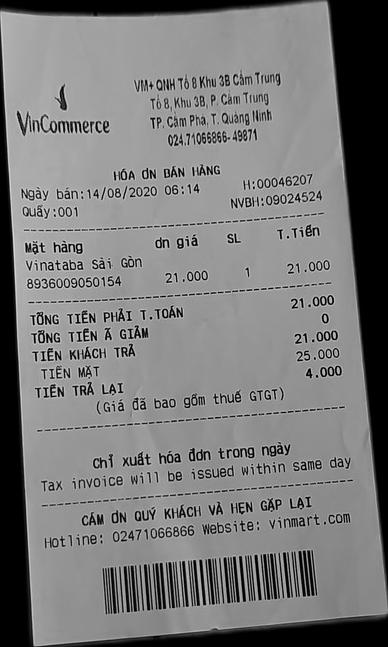 VM+ QNH Tổ 8 Khu 3B Cẩm Trung
Tổ 8, Khu 3B, P. Cẩm Trung
TP. Cẩm Phả, T. Quảng Ninh
024.71066866-49871
VinCommerce
HÓA ƠN BÁN HÀNG
Ngày bán:14/08/2020 06:14 H:00046207
Quầy:001 NVBH:09024524
Mặt hàng ơn giá SL T.Tiền
Vinataba Sài Gòn
8936009050154 21.000 1 21.000
TỔNG TIỀN PHẢI T.TOÁN 21.000
TỔNG TIỀN Ã GIẢM 0
TIỀN KHÁCH TRẢ 21.000
TIỀN MẶT 25.000
TIỀN TRẢ LẠI 4.000
(Giá đã bao gồm thuế GTGT)
Chỉ xuất hóa đơn trong ngày
Tax invoice will be issued within same day
CẢM ƠN QUÝ KHÁCH VÀ HẸN GẶP LẠI
Hotline: 02471066866 Website: vinmart.com